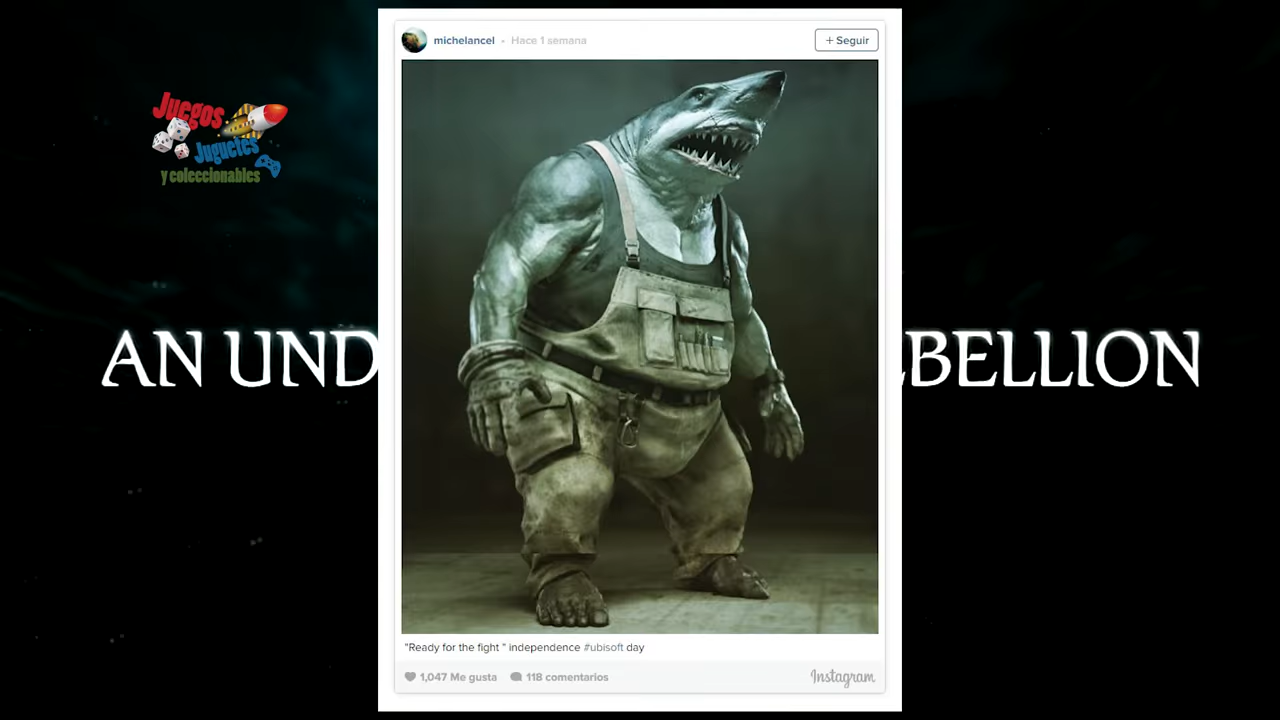 michelancel • Hace 1 semana
+ Seguir
Juegos
Juguetes
y coleccionables
AN UND
EBELLION
"Ready for the fight " independence #ubisoft day
1,047 Me gusta 118 comentarios
Instagram